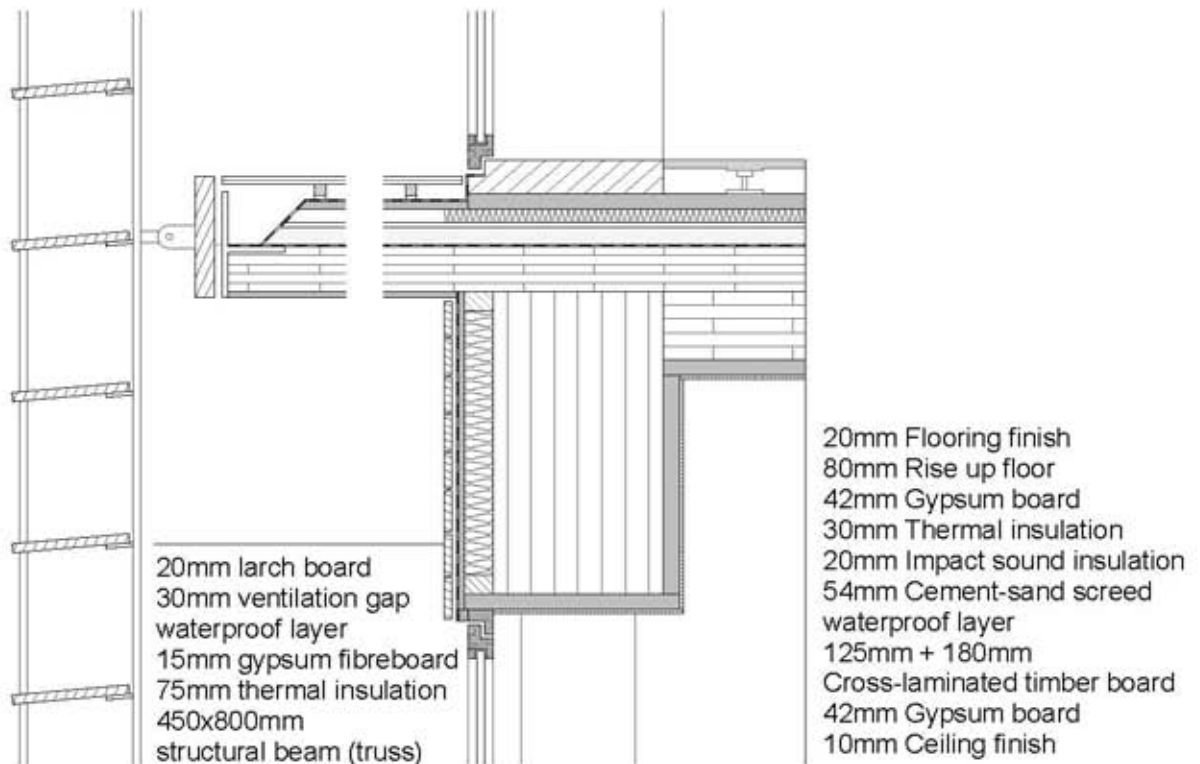 20mm larch board
30mm ventilation gap
waterproof layer
15mm gypsum fibreboard
75mm thermal insulation
450x800mm
structural beam (truss)
20mm Flooring finish
80mm Rise up floor
42mm Gypsum board
30mm Thermal insulation
20mm Impact sound insulation
54mm Cement-sand screed
waterproof layer
125mm + 180mm
Cross-laminated timber board
42mm Gypsum board
10mm Ceiling finish